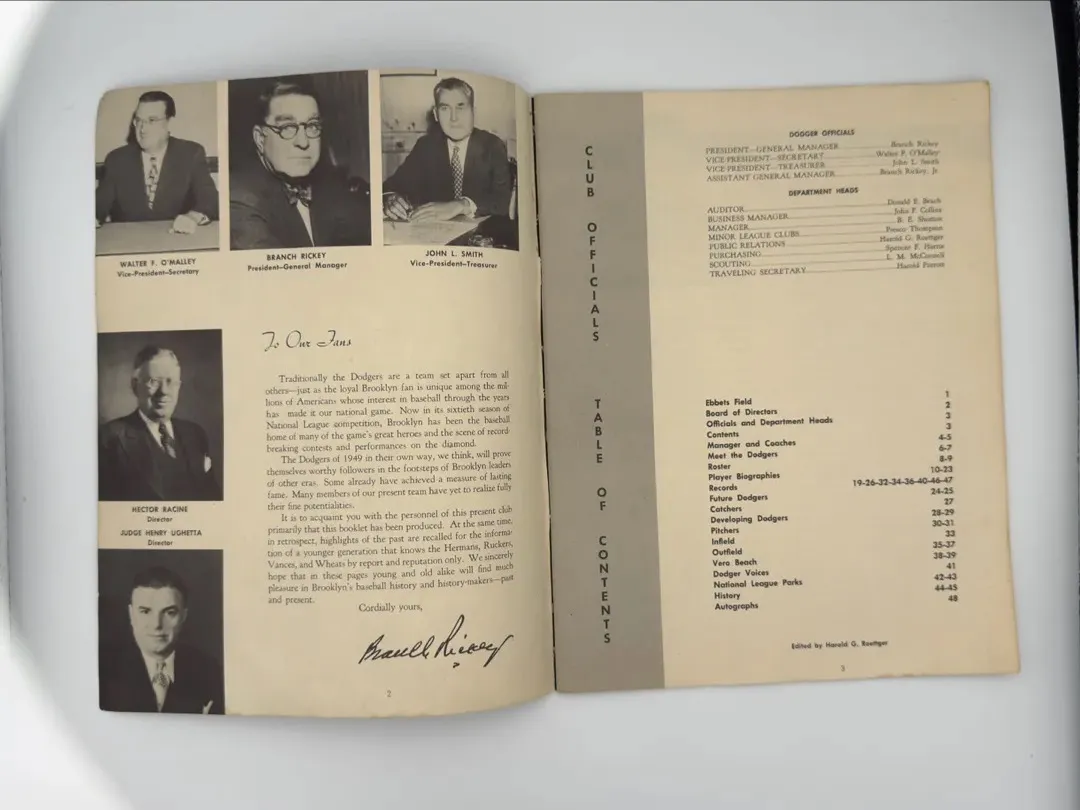 WALTER F. O'MALLEY
Vice-President–Secretary
BRANCH RICKEY
President–General Manager
JOHN L. SMITH
Vice-President–Treasurer
HECTOR RACINE
Director
JUDGE HENRY UGHETTA
Director
To Our Fans
Traditionally the Dodgers are a team set apart from all
others—just as the loyal Brooklyn fan is unique among the mil-
lions of Americans whose interest in baseball through the years
has made it our national game. Now in its sixtieth season of
National League competition, Brooklyn has been the baseball
home of many of the game's great heroes and the scene of record-
breaking contests and performances on the diamond.
The Dodgers of 1949 in their own way, we think, will prove
themselves worthy followers in the footsteps of Brooklyn leaders
of other eras. Some already have achieved a measure of lasting
fame. Many members of our present team have yet to realize fully
their fine potentialities.
It is to acquaint you with the personnel of this present club
primarily that this booklet has been produced. At the same time,
in retrospect, highlights of the past are recalled for the informa-
tion of a younger generation that knows the Hermans, Ruckers,
Vances, and Wheats by report and reputation only. We sincerely
hope that in these pages young and old alike will find much
pleasure in Brooklyn's baseball history and history-makers—past
and present.
Cordially yours,
Branch Rickey
2
CLUB OFFICIALS
TABLE OF CONTENTS
DODGER OFFICIALS
PRESIDENT—GENERAL MANAGER Branch Rickey
VICE-PRESIDENT—SECRETARY Walter F. O'Malley
VICE-PRESIDENT—TREASURER John L. Smith
ASSISTANT GENERAL MANAGER Branch Rickey, Jr.
DEPARTMENT HEADS
AUDITOR Donald E. Beach
BUSINESS MANAGER John P. Collins
MANAGER B. E. Shotton
MINOR LEAGUE CLUBS Fresco Thompson
PUBLIC RELATIONS Harold G. Roettger
PURCHASING Spencer F. Harris
SCOUTING L. M. McConnell
TRAVELING SECRETARY Harold Parrott
Ebbets Field 1
Board of Directors 2
Officials and Department Heads 3
Contents 3
Manager and Coaches 4-5
Meet the Dodgers 6-7
Roster 8-9
Player Biographies 10-23
Records 19-26-32-34-36-40-46-47
Future Dodgers 24-25
Catchers 27
Developing Dodgers 28-29
Pitchers 30-31
Infield 33
Outfield 35-37
Vero Beach 38-39
Dodger Voices 41
National League Parks 42-43
History 44-45
Autographs 48
Edited by Harold G. Roettger
3